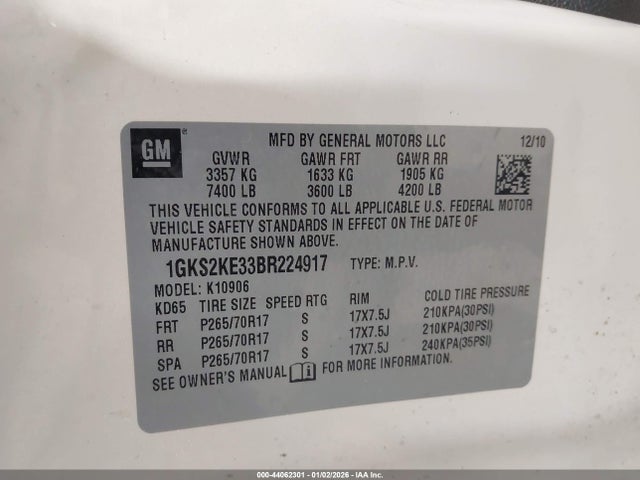 GM ®
MFD BY GENERAL MOTORS LLC 12/10
GVWR GAWR FRT GAWR RR
3357 KG 1633 KG 1905 KG
7400 LB 3600 LB 4200 LB
THIS VEHICLE CONFORMS TO ALL APPLICABLE U.S. FEDERAL MOTOR
VEHICLE SAFETY STANDARDS IN EFFECT ON THE DATE OF
MANUFACTURE SHOWN ABOVE.
1GKS2KE33BR224917 TYPE: M.P.V.
MODEL: K10906
KD65 TIRE SIZE SPEED RTG RIM COLD TIRE PRESSURE
FRT P265/70R17 S 17X7.5J 210KPA(30PSI)
RR P265/70R17 S 17X7.5J 210KPA(30PSI)
SPA P265/70R17 S 17X7.5J 240KPA(35PSI)
SEE OWNER'S MANUAL FOR MORE INFORMATION.
000-44062301 - 01/02/2026 - IAAI, Inc.